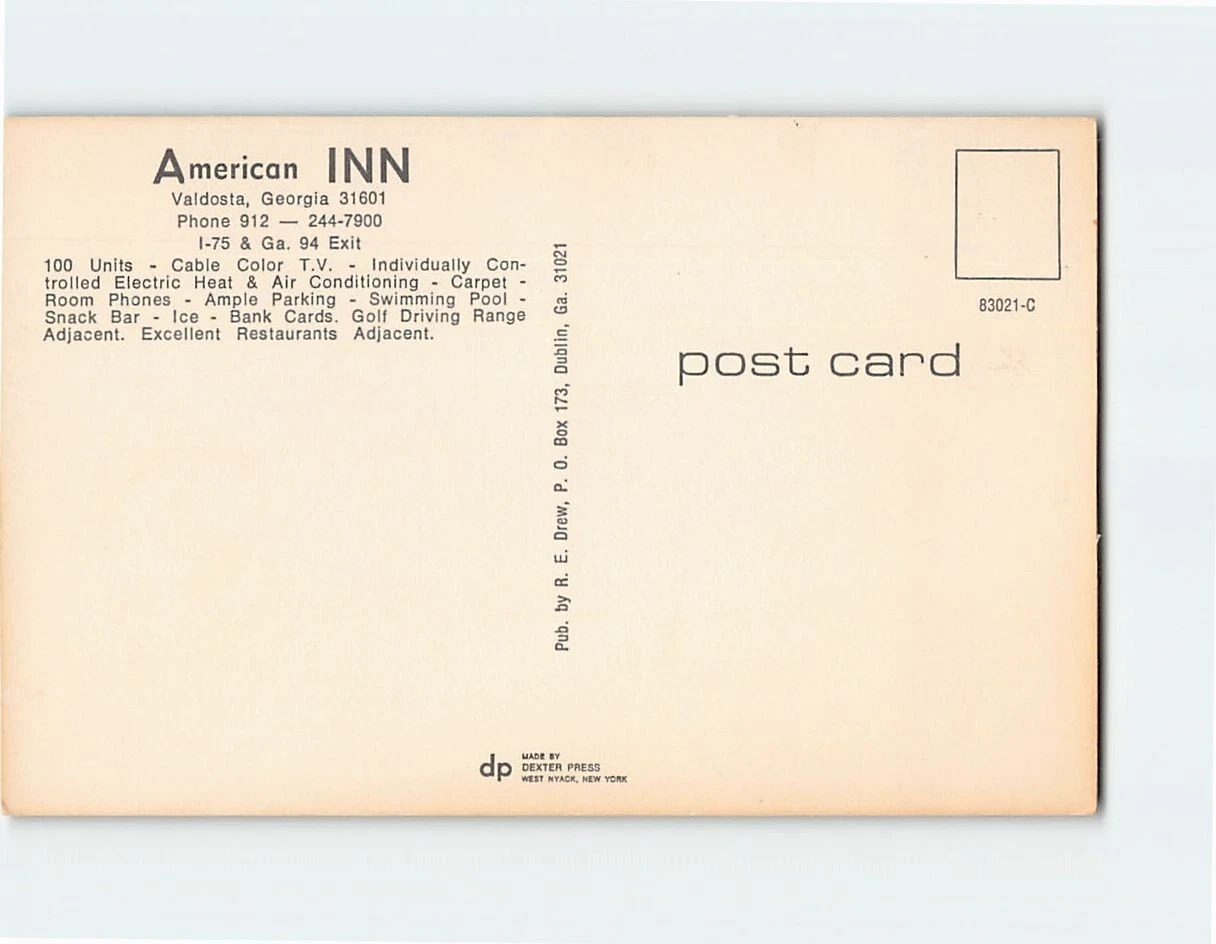 American INN
Valdosta, Georgia 31601
Phone 912 — 244-7900
I-75 & Ga. 94 Exit
100 Units - Cable Color T.V. - Individually Con-
trolled Electric Heat & Air Conditioning - Carpet -
Room Phones - Ample Parking - Swimming Pool -
Snack Bar - Ice - Bank Cards. Golf Driving Range
Adjacent. Excellent Restaurants Adjacent.
Pub. by R. E. Drew, P. O. Box 173, Dublin, Ga. 31021
83021-C
post card
dp
MADE BY
DEXTER PRESS
WEST NYACK, NEW YORK